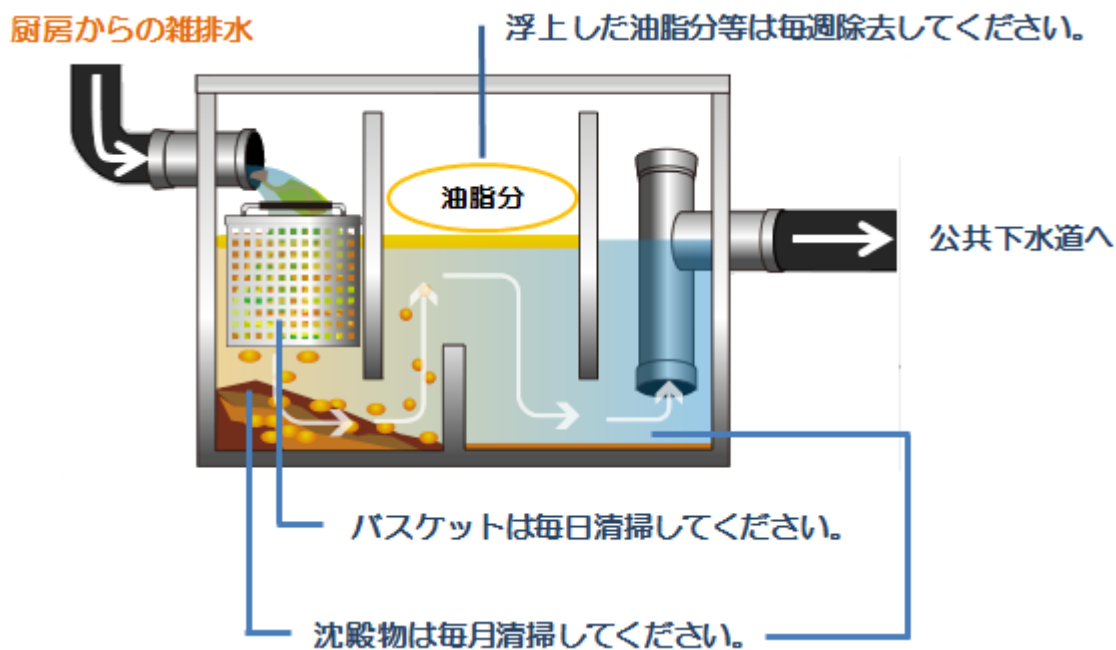 厨房からの雑排水
浮上した油脂分等は毎週除去してください。
油脂分
公共下水道へ
バスケットは毎日清掃してください。
沈殿物は毎月清掃してください。